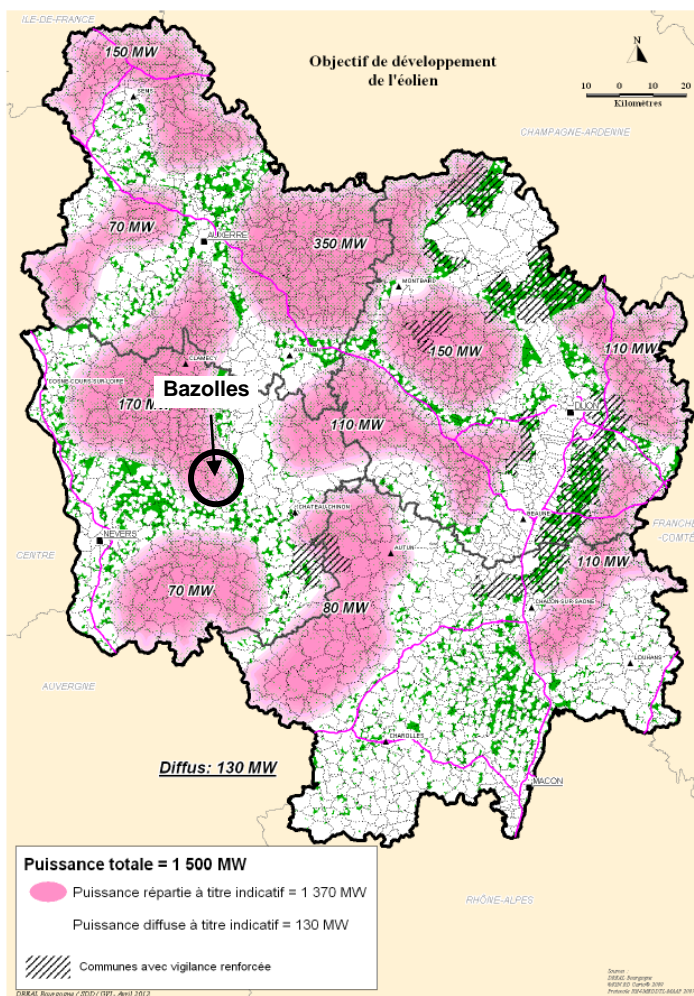 ILE-DE-FRANCE
150 MW
Objectif de développement
de l'éolien
N
10 0 10 20
Kilomètres
SENS
CHAMPAGNE-ARDENNE
70 MW
AUXERRE
350 MW
MONTBARD
150 MW
110 MW
AVALLON
CLAMECY
COSNE-COURS-SUR-LOIRE
Bazolles
170 MW
110 MW
DIJON
CHATEAU-CHINON
BEAUNE
FRANCHE
-COMTÉ
NEVERS
CENTRE
AUTUN
110 MW
70 MW
80 MW
CHALON-SUR-SAONE
LOUHANS
AUVERGNE
CHAROLLES
Diffus: 130 MW
MACON
Puissance totale = 1 500 MW
Puissance répartie à titre indicatif = 1 370 MW
Puissance diffuse à titre indicatif = 130 MW
RHÔNE-ALPES
Communes avec vigilance renforcée
Source :
DREAL Bourgogne